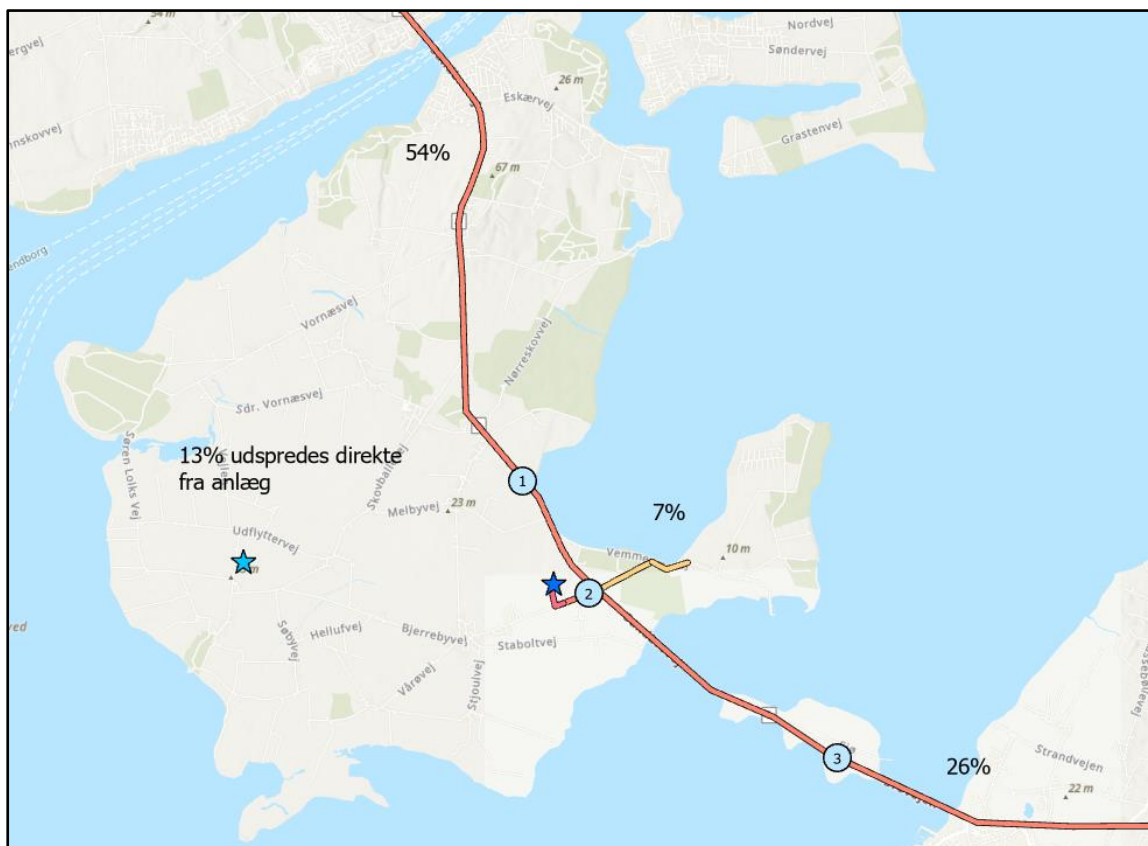 Nordvej
Søndervej
26 m
Eskærvej
Grastenvej
54%
67 m
Vornæsvej
Nørreskovvej
Sdr. Vornæsvej
13% udspredes direkte
fra anlæg
Søren Lolks Vej
Skovballevej
1
Melbyvej
23 m
7%
Udflyttervej
10 m
2
Søbyvej
Hellufvej
Bjerrebyvej
Staboltvej
Vårøvej
Stjoulvej
3
26%
Strandvejen
22 m